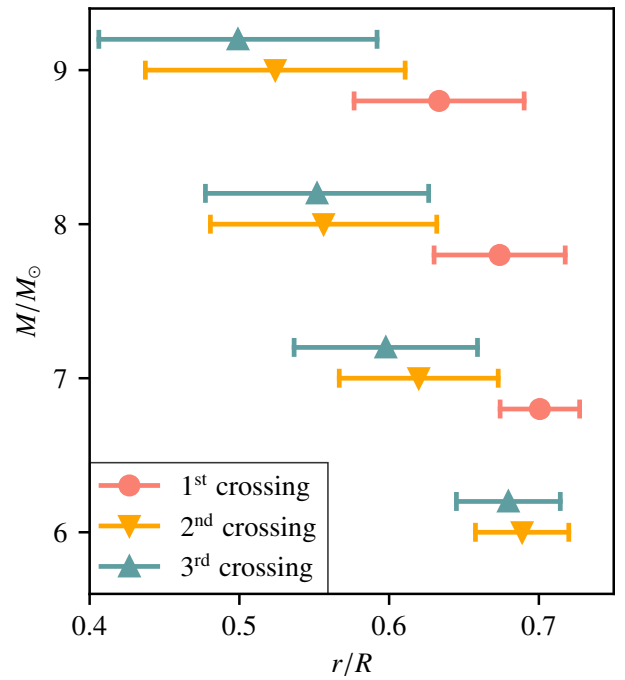 9
8
7
6
M/M⊙
1st crossing
2nd crossing
3rd crossing
0.4 0.5 0.6 0.7
r/R